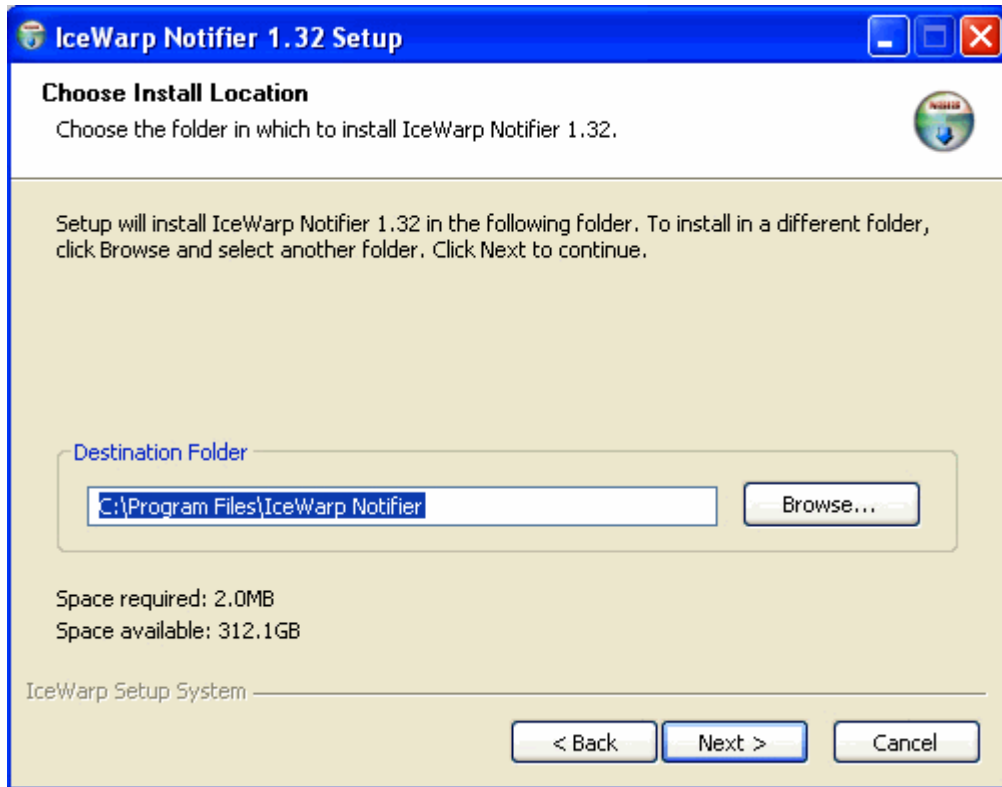 IceWarp Notifier 1.32 Setup
Choose Install Location
Choose the folder in which to install IceWarp Notifier 1.32.
Setup will install IceWarp Notifier 1.32 in the following folder. To install in a different folder,
click Browse and select another folder. Click Next to continue.
Destination Folder
C:\Program Files\IceWarp Notifier
Browse...
Space required: 2.0MB
Space available: 312.1GB
IceWarp Setup System
< Back
Next >
Cancel